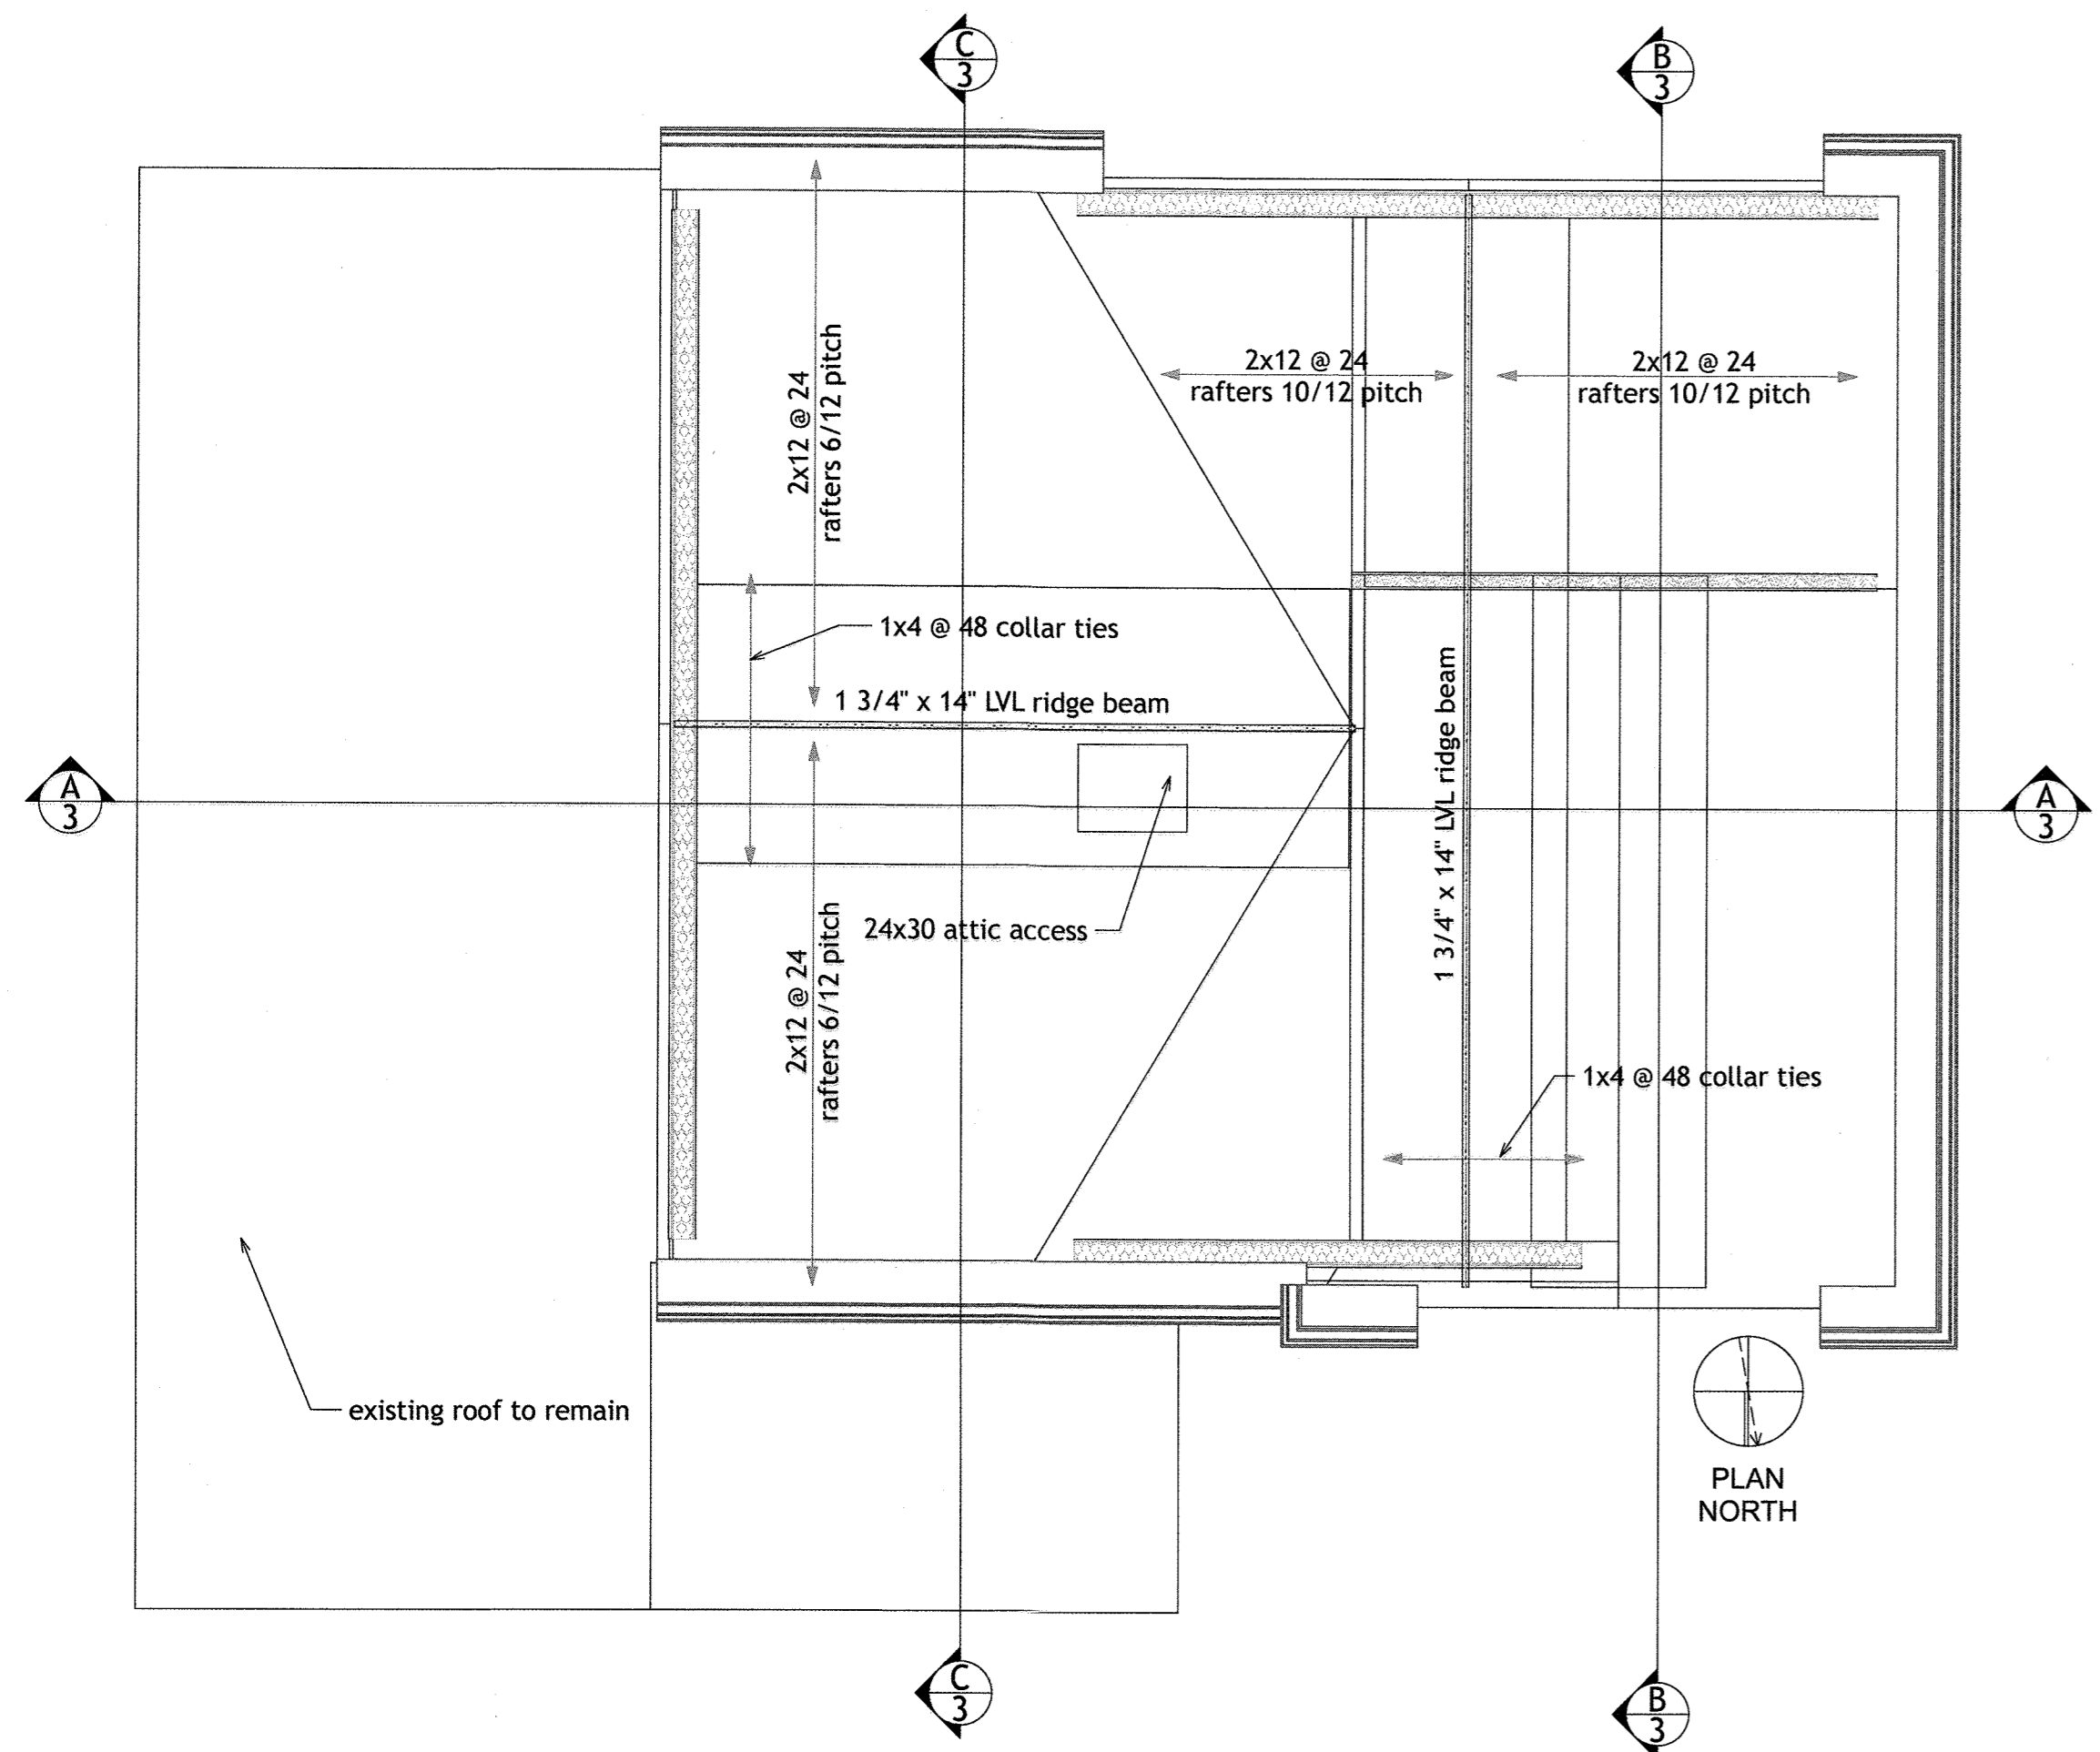 C
3
B
3
2x12 @ 24
rafters 6/12 pitch
2x12 @ 24
rafters 10/12 pitch
2x12 @ 24
rafters 10/12 pitch
1x4 @ 48 collar ties
1 3/4" x 14" LVL ridge beam
1 3/4" x 14" LVL ridge beam
A
3
A
3
24x30 attic access
2x12 @ 24
rafters 6/12 pitch
1x4 @ 48 collar ties
existing roof to remain
PLAN
NORTH
C
3
B
3